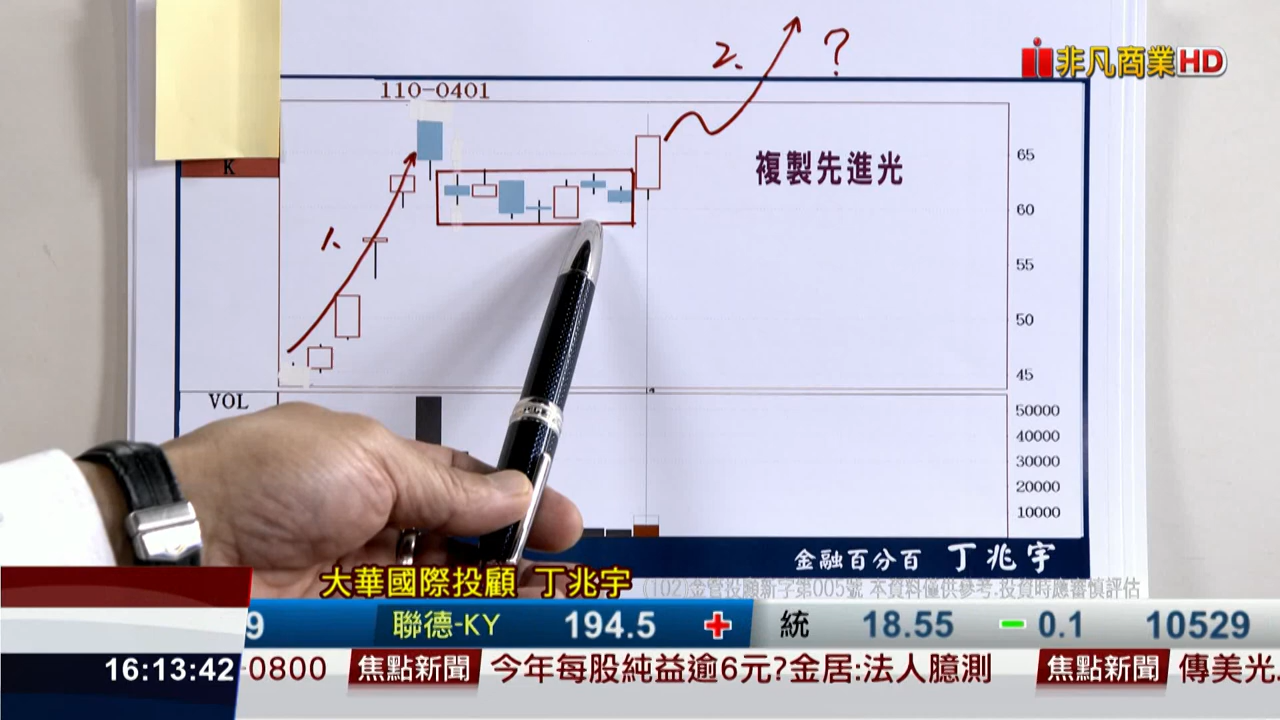 2. ?
非凡商業HD
110-0401
K
65
複製先進光
60
1.
55
50
45
VOL
50000
40000
30000
20000
10000
金融百分百 丁兆宇
大華國際投顧 丁兆宇
(102)金管投顧新字第005號 本資料僅供參考.投資時應審慎評估
9 聯德-KY 194.5 + 統 18.55 - 0.1 10529
16:13:42 -0800 焦點新聞 今年每股純益逾6元?金居:法人臆測 焦點新聞 傳美光